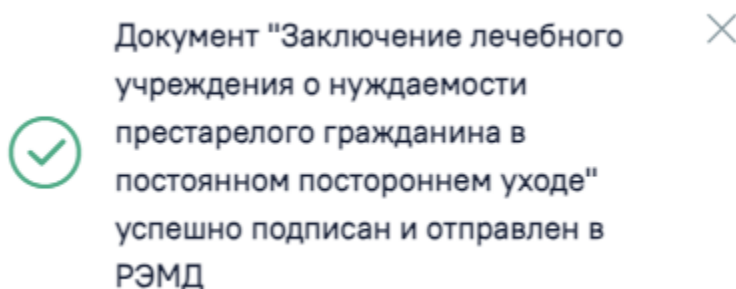 Документ "Заключение лечебного
учреждения о нуждаемости
престарелого гражданина в
постоянном постороннем уходе"
успешно подписан и отправлен в
РЭМД